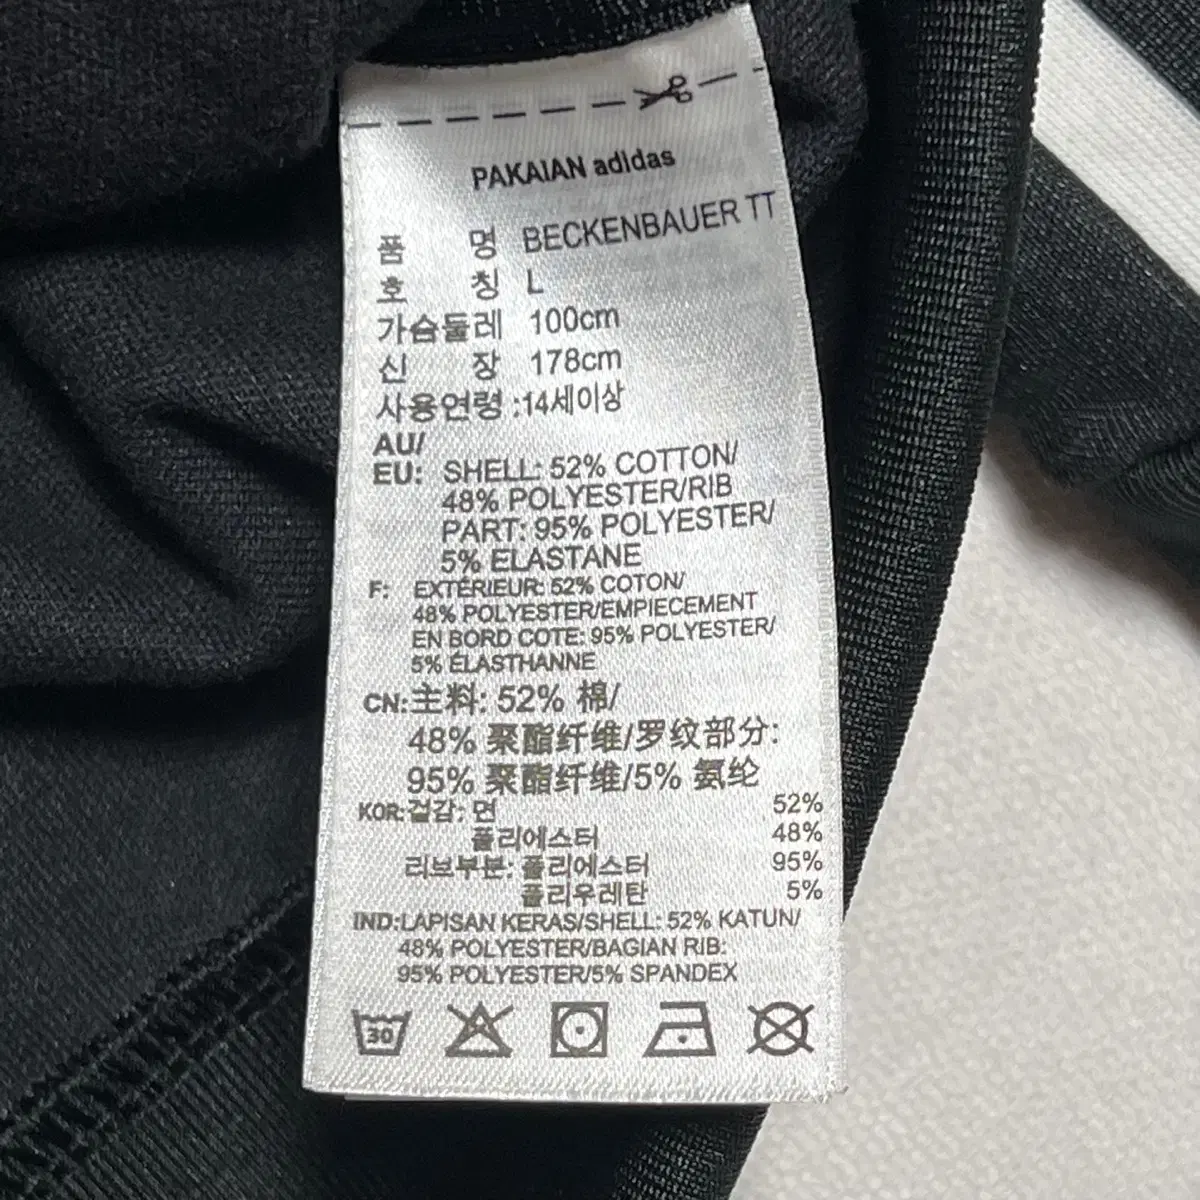 PAKAIAN adidas
품 명 BECKENBAUER TT
호 칭 L
가슴둘레 100cm
신 장 178cm
사용연령 :14세이상
AU/
EU: SHELL: 52% COTTON/
48% POLYESTER/RIB
PART: 95% POLYESTER/
5% ELASTANE
F: EXTÉRIEUR: 52% COTON/
48% POLYESTER/EMPIECEMENT
EN BORD COTE: 95% POLYESTER/
5% ÉLASTHANNE
CN:主料: 52% 棉/
48% 聚酯纤维/罗纹部分:
95% 聚酯纤维/5% 氨纶
KOR:겉감: 면 52%
폴리에스터 48%
리브부분: 폴리에스터 95%
폴리우레탄 5%
IND:LAPISAN KERAS/SHELL: 52% KATUN/
48% POLYESTER/BAGIAN RIB:
95% POLYESTER/5% SPANDEX
30